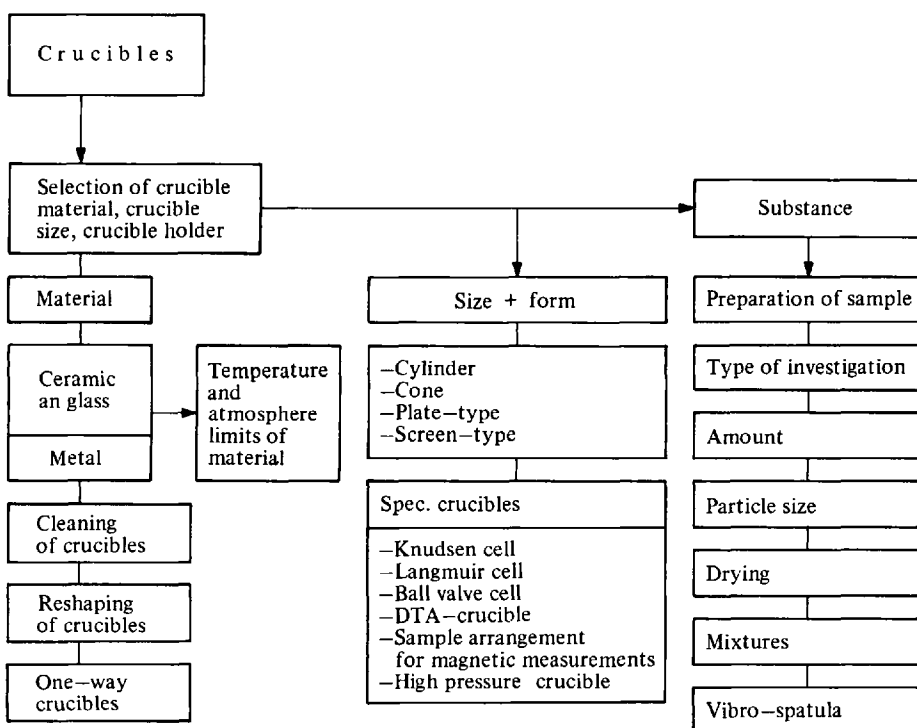 Crucibles
Selection of crucible
material, crucible
size, crucible holder
Material
Ceramic
an glass
Metal
Temperature
and
atmosphere
limits of
material
Cleaning
of crucibles
Reshaping
of crucibles
One-way
crucibles
Size + form
-Cylinder
-Cone
-Plate-type
-Screen-type
Spec. crucibles
-Knudsen cell
-Langmuir cell
-Ball valve cell
-DTA-crucible
-Sample arrangement
for magnetic measurements
-High pressure crucible
Substance
Preparation of sample
Type of investigation
Amount
Particle size
Drying
Mixtures
Vibro-spatula